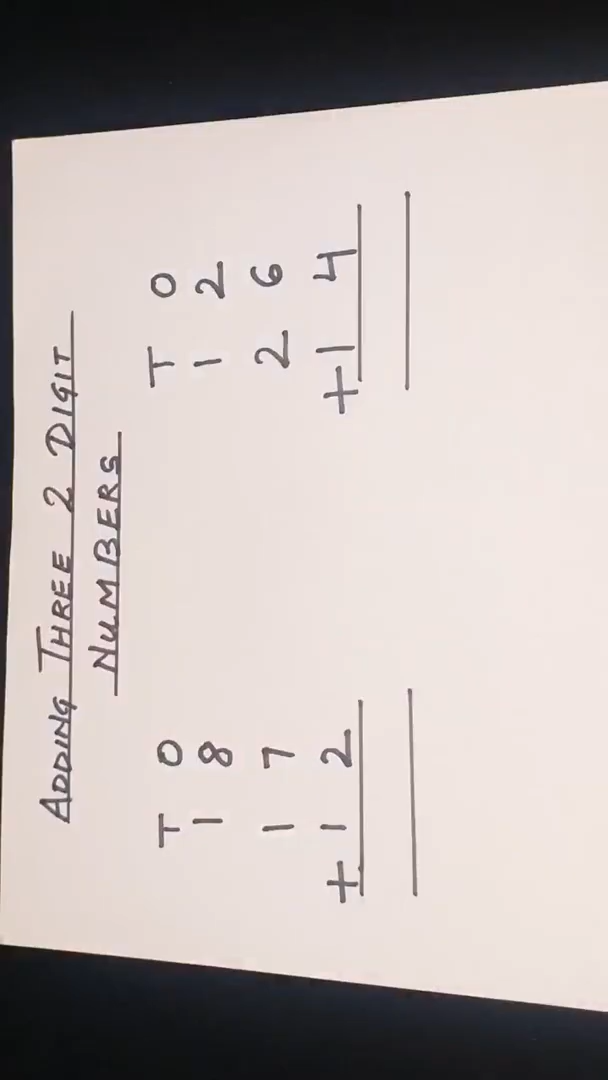 ADDING THREE 2 DIGIT
NUMBERS
T O
1 8
1 7
+ 1 2
T O
1 2
2 6
+ 1 4